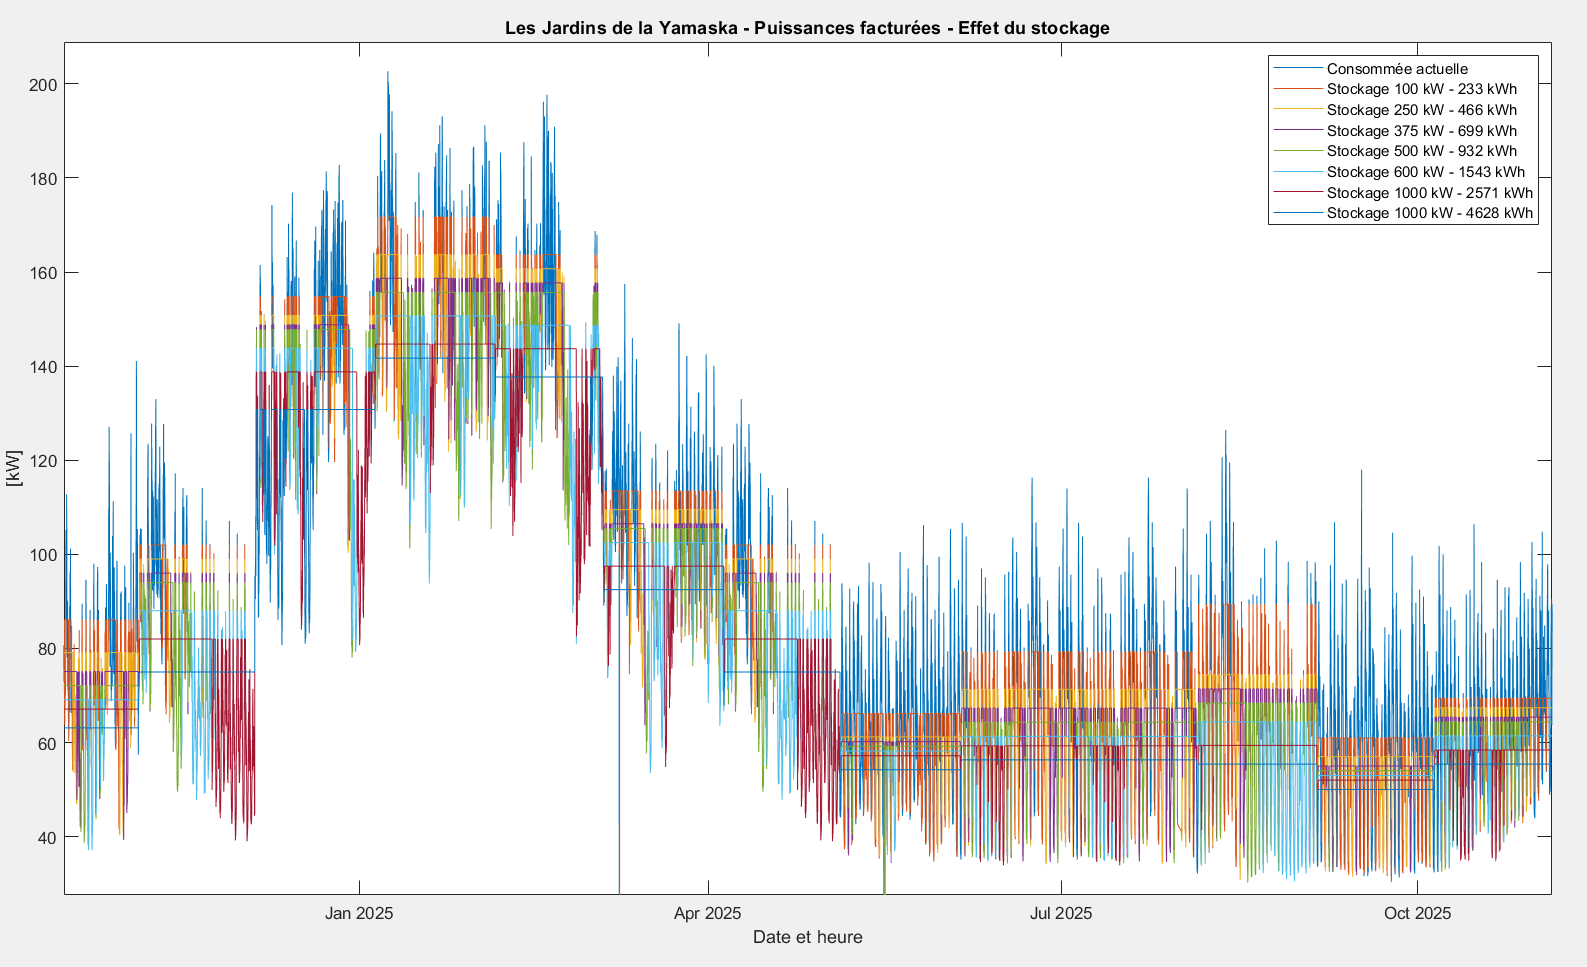 Les Jardins de la Yamaska - Puissances facturées - Effet du stockage
200
180
160
140
120
100
80
60
40
[kW]
Consommée actuelle
Stockage 100 kW - 233 kWh
Stockage 250 kW - 466 kWh
Stockage 375 kW - 699 kWh
Stockage 500 kW - 932 kWh
Stockage 600 kW - 1543 kWh
Stockage 1000 kW - 2571 kWh
Stockage 1000 kW - 4628 kWh
Jan 2025
Apr 2025
Jul 2025
Oct 2025
Date et heure